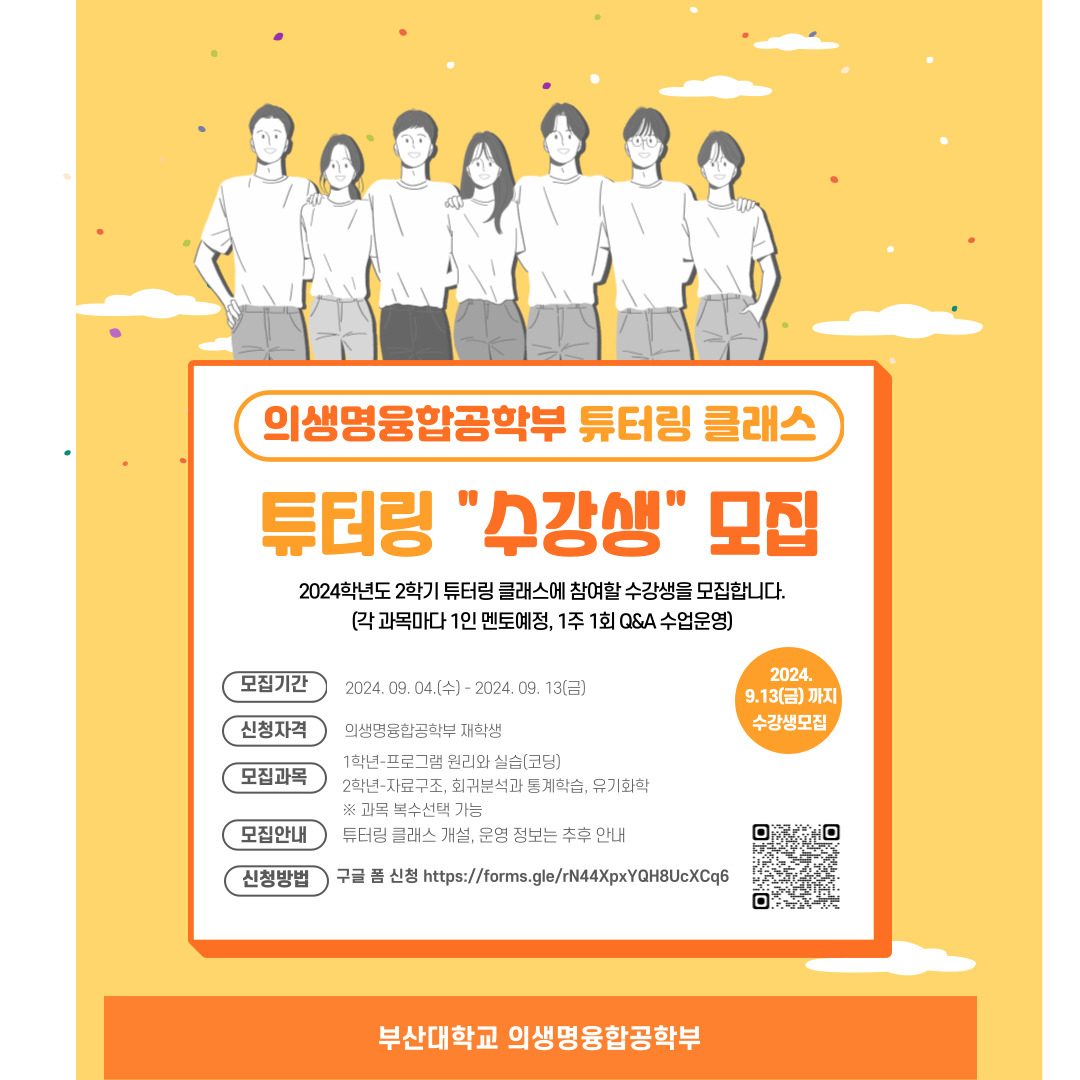 의생명융합공학부 튜터링 클래스
튜터링 "수강생" 모집
2024학년도 2학기 튜터링 클래스에 참여할 수강생을 모집합니다.
(각 과목마다 1인 멘토예정, 1주 1회 Q&A 수업운영)
2024.
9.13(금) 까지
수강생모집
모집기간 2024. 09. 04.(수) - 2024. 09. 13(금)
신청자격 의생명융합공학부 재학생
모집과목 1학년-프로그램 원리와 실습(코딩)
2학년-자료구조, 회귀분석과 통계학습, 유기화학
※ 과목 복수선택 가능
모집안내 튜터링 클래스 개설, 운영 정보는 추후 안내
신청방법 구글 폼 신청 https://forms.gle/rN44XpxYQH8UcXCq6
부산대학교 의생명융합공학부